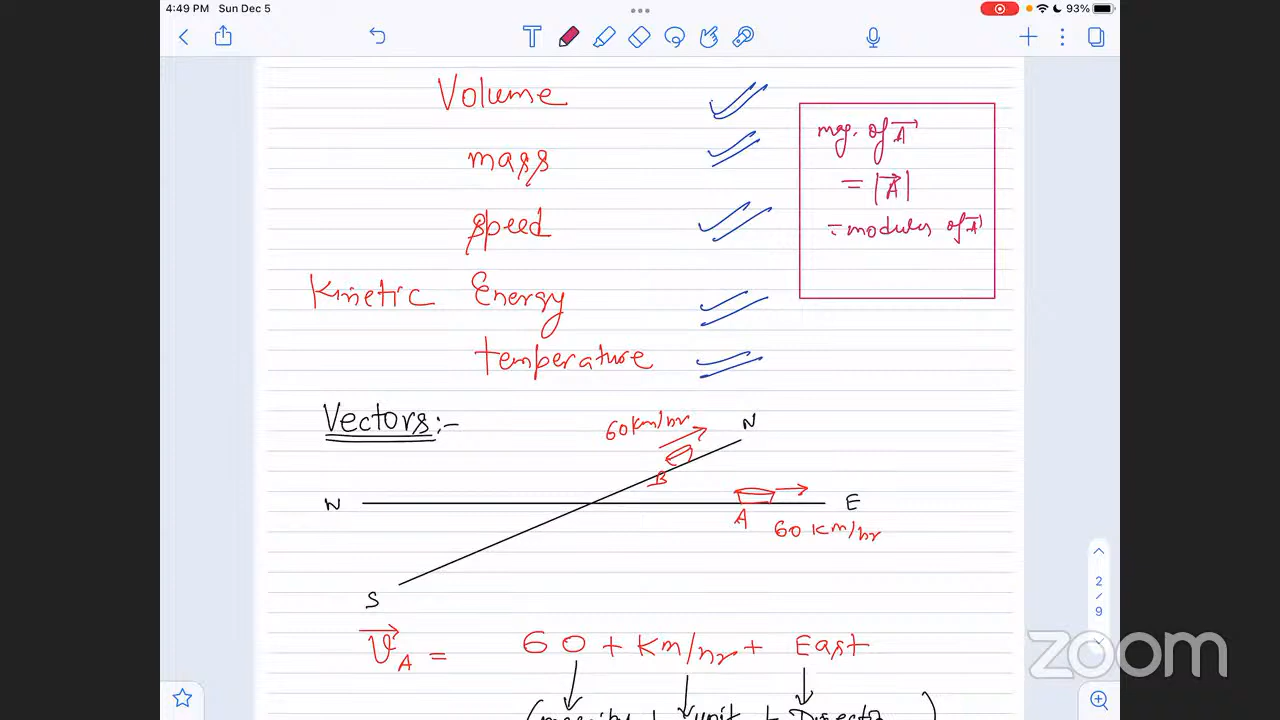 4:49 PM Sun Dec 5
93%
T
Volume
mass
speed
Kinetic Energy
temperature
mag. of A
= |A|
= modulus of A
Vectors:-
60 Km/hr
N
B
W
E
A
60 Km/hr
S
V A = 60 + Km/hr + East
unit +
2
/
9
zoom